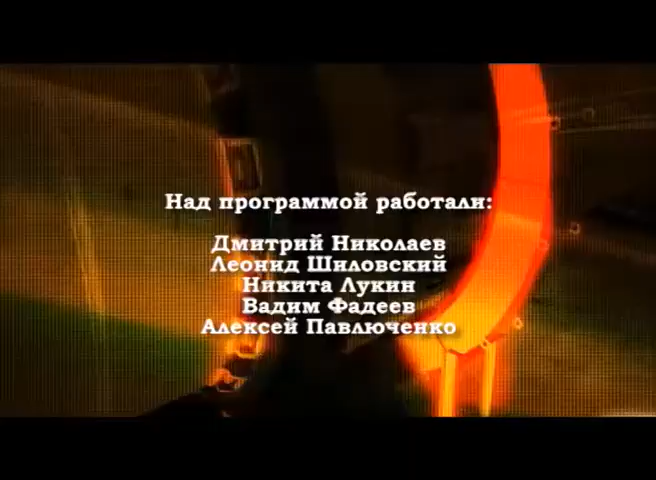 Над программой работали:
Дмитрий Николаев
Леонид Шиловский
Никита Лукин
Вадим Фадеев
Алексей Павлюченко